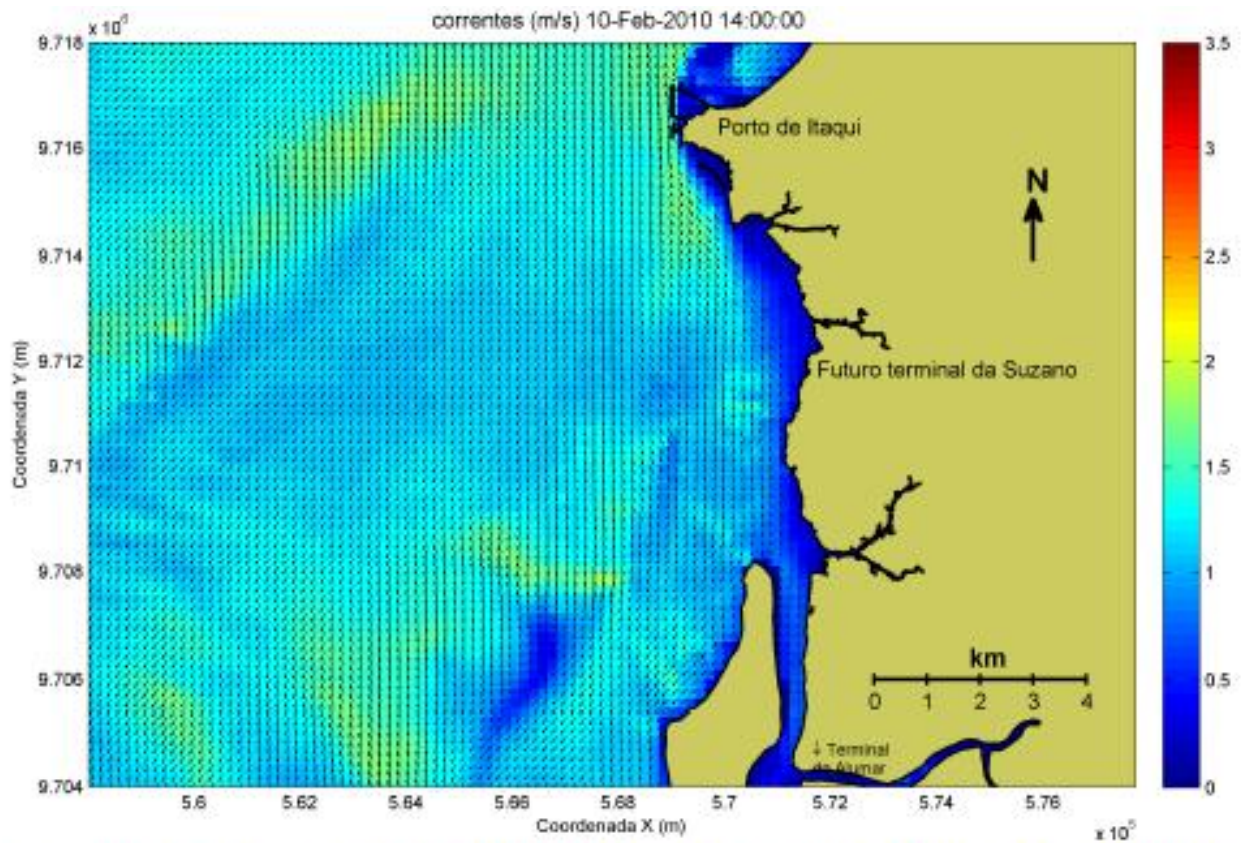 correntes (m/s) 10-Feb-2010 14:00:00
x 10⁶
9.718
9.716
9.714
9.712
9.71
9.708
9.706
9.704
Coordenada Y (m)
Porto de Itaqui
N
Futuro terminal da Suzano
km
0 1 2 3 4
↓ Terminal
da Alumar
3.5
3
2.5
2
1.5
1
0.5
0
5.6 5.62 5.64 5.66 5.68 5.7 5.72 5.74 5.76
Coordenada X (m)
x 10⁵